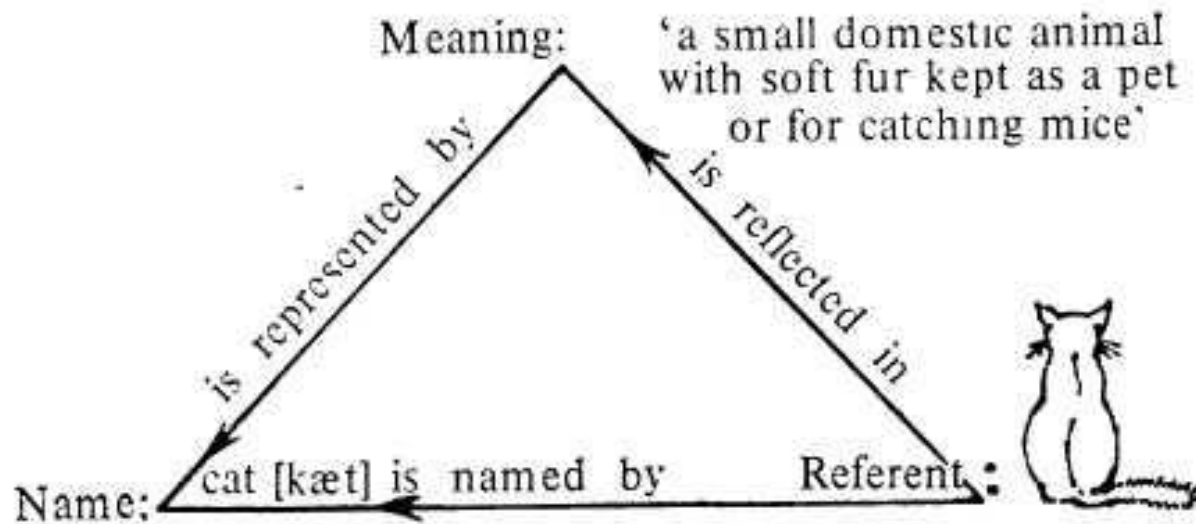 Meaning:
‘a small domestic animal
with soft fur kept as a pet
or for catching mice‘
is represented by
is reflected in
Name:
cat [kæt] is named by
Referent: